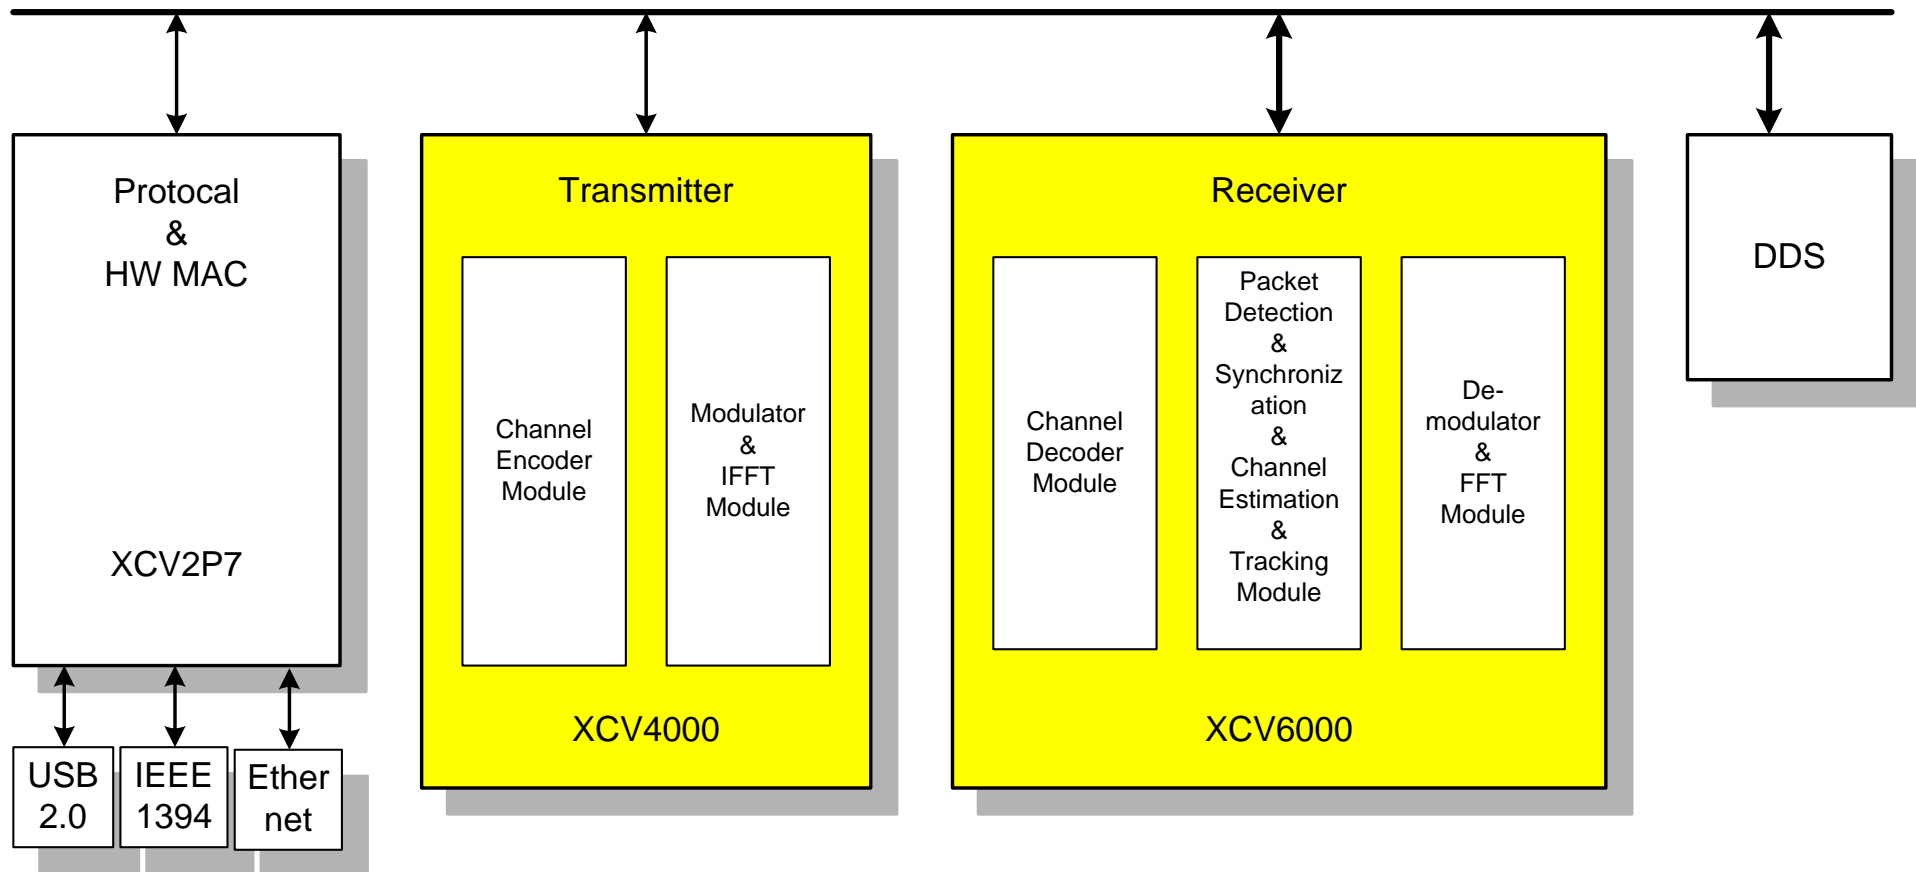 Protocal
&
HW MAC
XCV2P7
USB
2.0
IEEE
1394
Ether
net
Transmitter
Channel
Encoder
Module
Modulator
&
IFFT
Module
XCV4000
Receiver
Channel
Decoder
Module
Packet
Detection
&
Synchroniz
ation
&
Channel
Estimation
&
Tracking
Module
De-
modulator
&
FFT
Module
XCV6000
DDS